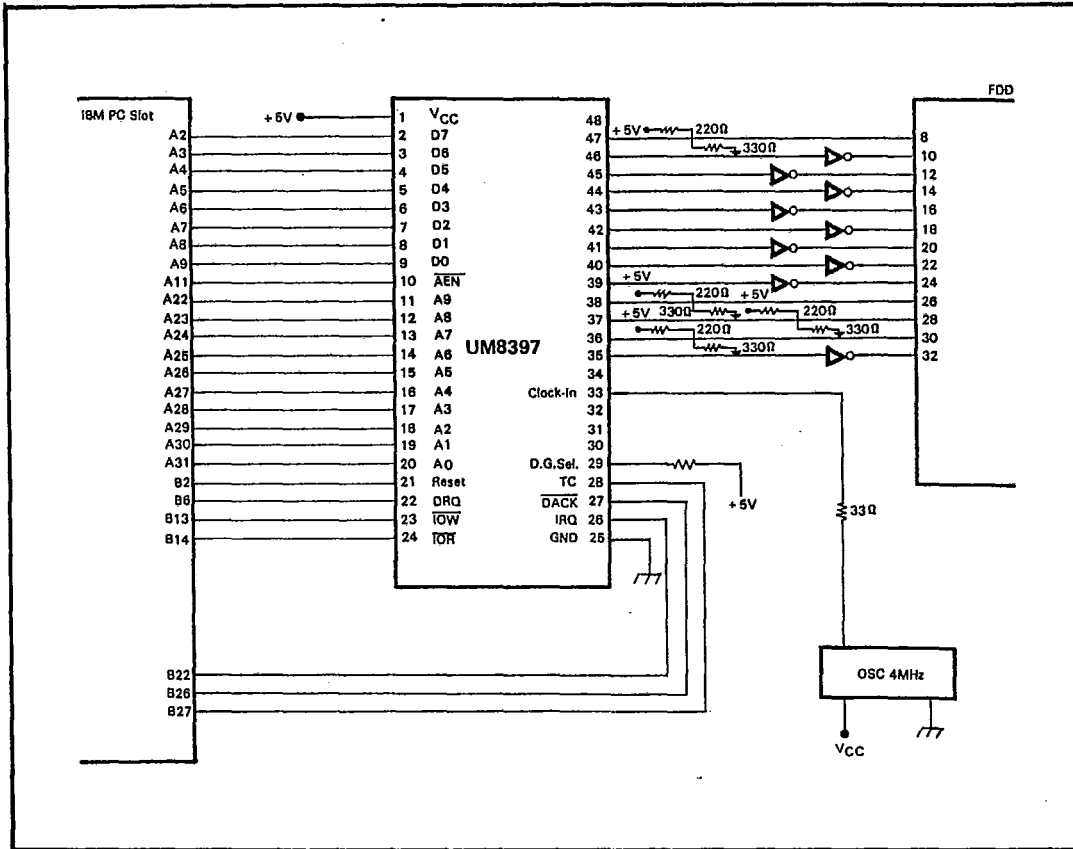 FDD
IBM PC Slot
+5V
1 VCC
A2 2 D7
A3 3 D6
A4 4 D5
A5 5 D4
A6 6 D3
A7 7 D2
A8 8 D1
A9 9 D0
A11 10 AEN
A22 11 A9
A23 12 A8
A24 13 A7
A25 14 A6
A26 15 A5
A27 16 A4
A28 17 A3
A29 18 A2
A30 19 A1
A31 20 A0
B2 21 Reset
B6 22 DRQ
B13 23 IOW
B14 24 IOR
B22
B26
B27
UM8397
48
47 +5V 220Ω 8
46 330Ω 10
45 12
44 14
43 16
42 18
41 20
40 22
39 +5V 24
38 220Ω +5V 26
37 +5V 330Ω 220Ω 28
36 220Ω 330Ω 30
35 330Ω 32
34
Clock-In 33
32
31
30
D.G.Sel. 29
TC 28
+5V
DACK 27
IRQ 26
GND 25
33Ω
OSC 4MHz
VCC